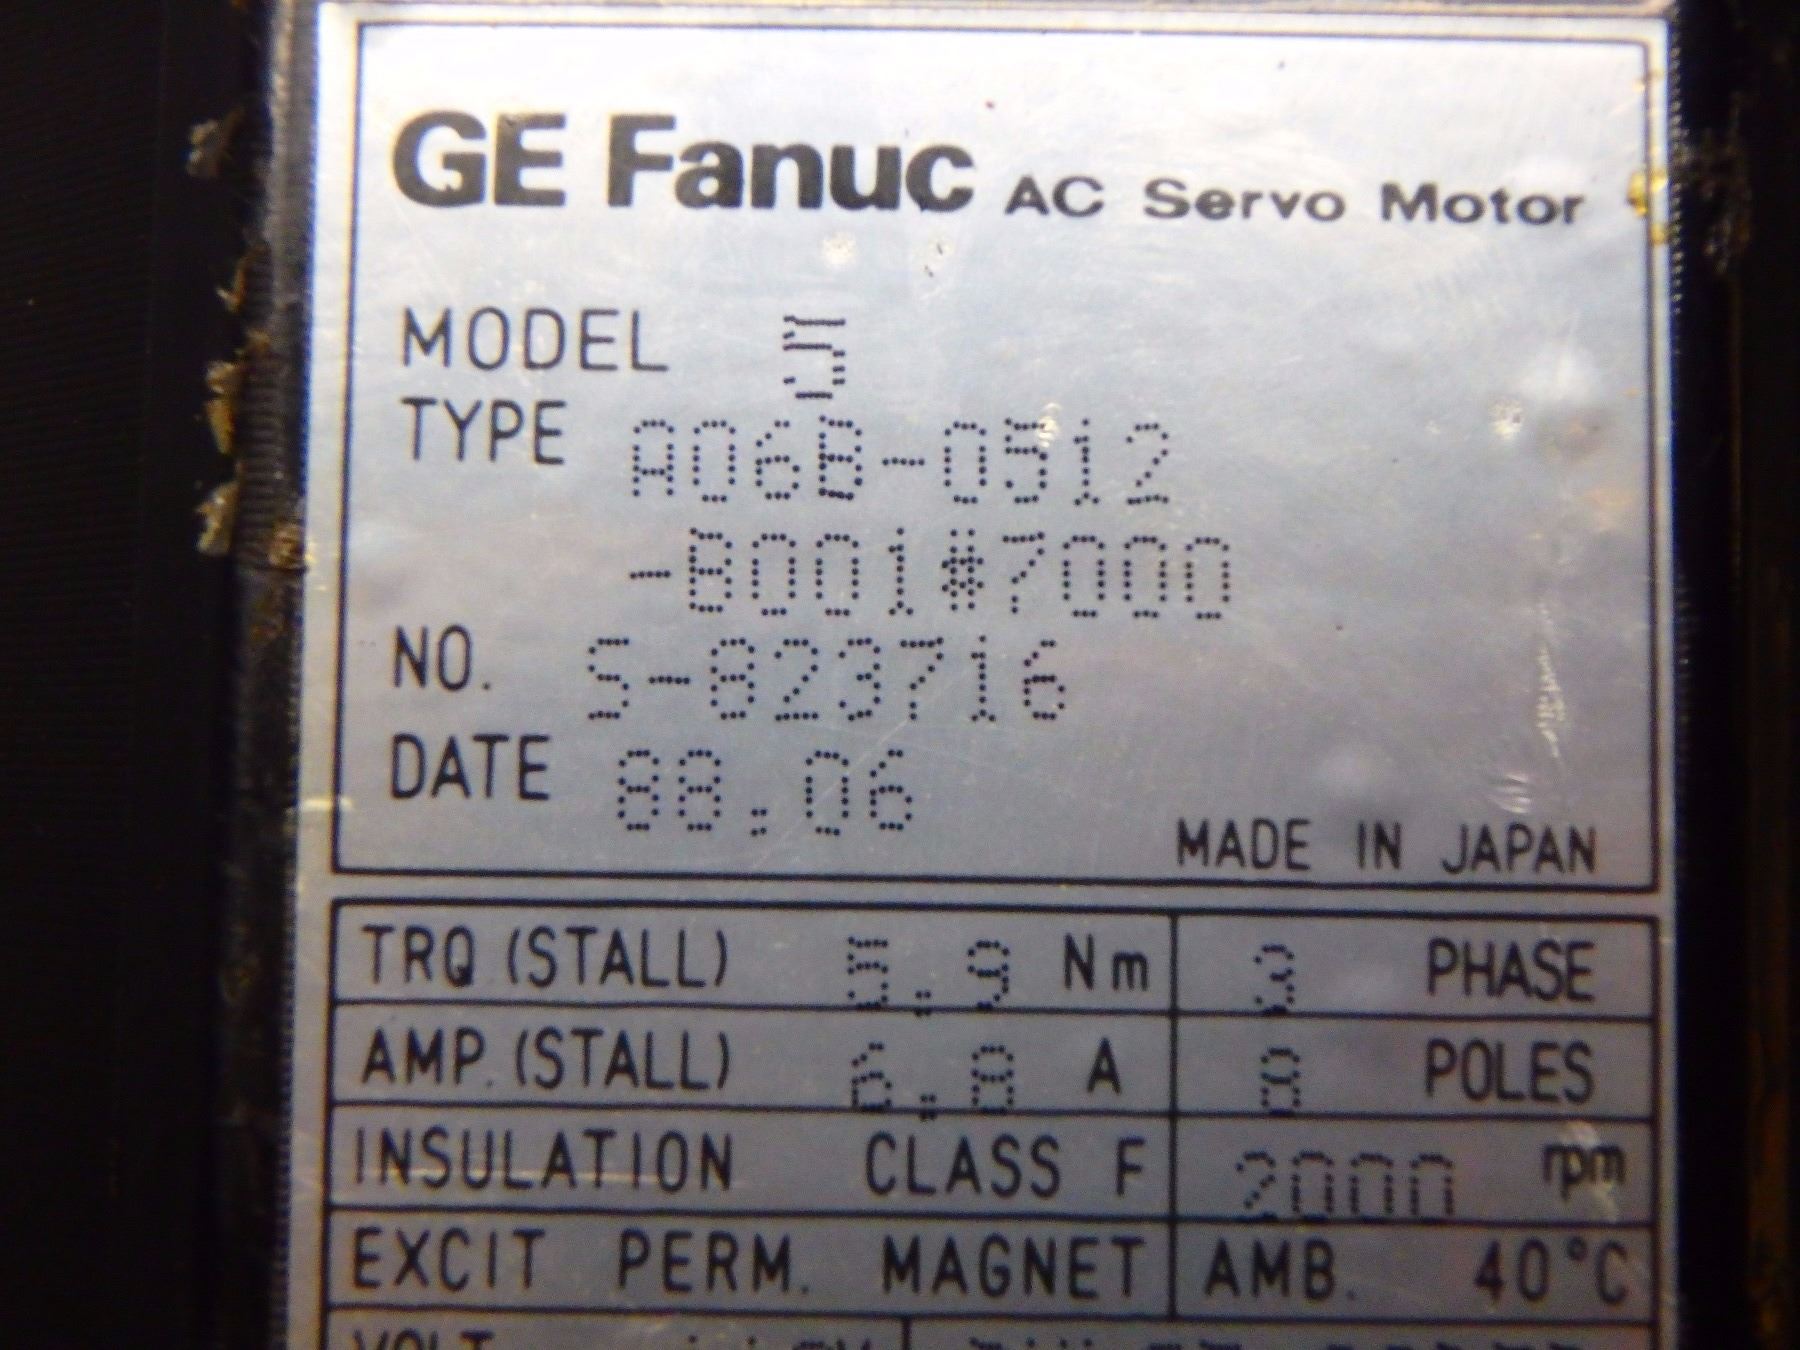 GE Fanuc AC Servo Motor
MODEL 5
TYPE A06B-0512
-B001#7000
NO. S-823716
DATE 88.06
MADE IN JAPAN
TRQ (STALL) 5.9 Nm 3 PHASE
AMP. (STALL) 6.8 A 8 POLES
INSULATION CLASS F 2000 rpm
EXCIT PERM. MAGNET AMB. 40°C
VOLT